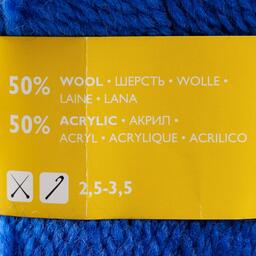 50% WOOL • ШЕРСТЬ • WOLLE •
LAINE • LANA
50% ACRYLIC • АКРИЛ •
ACRYL • ACRYLIQUE • ACRILICO
2,5-3,5